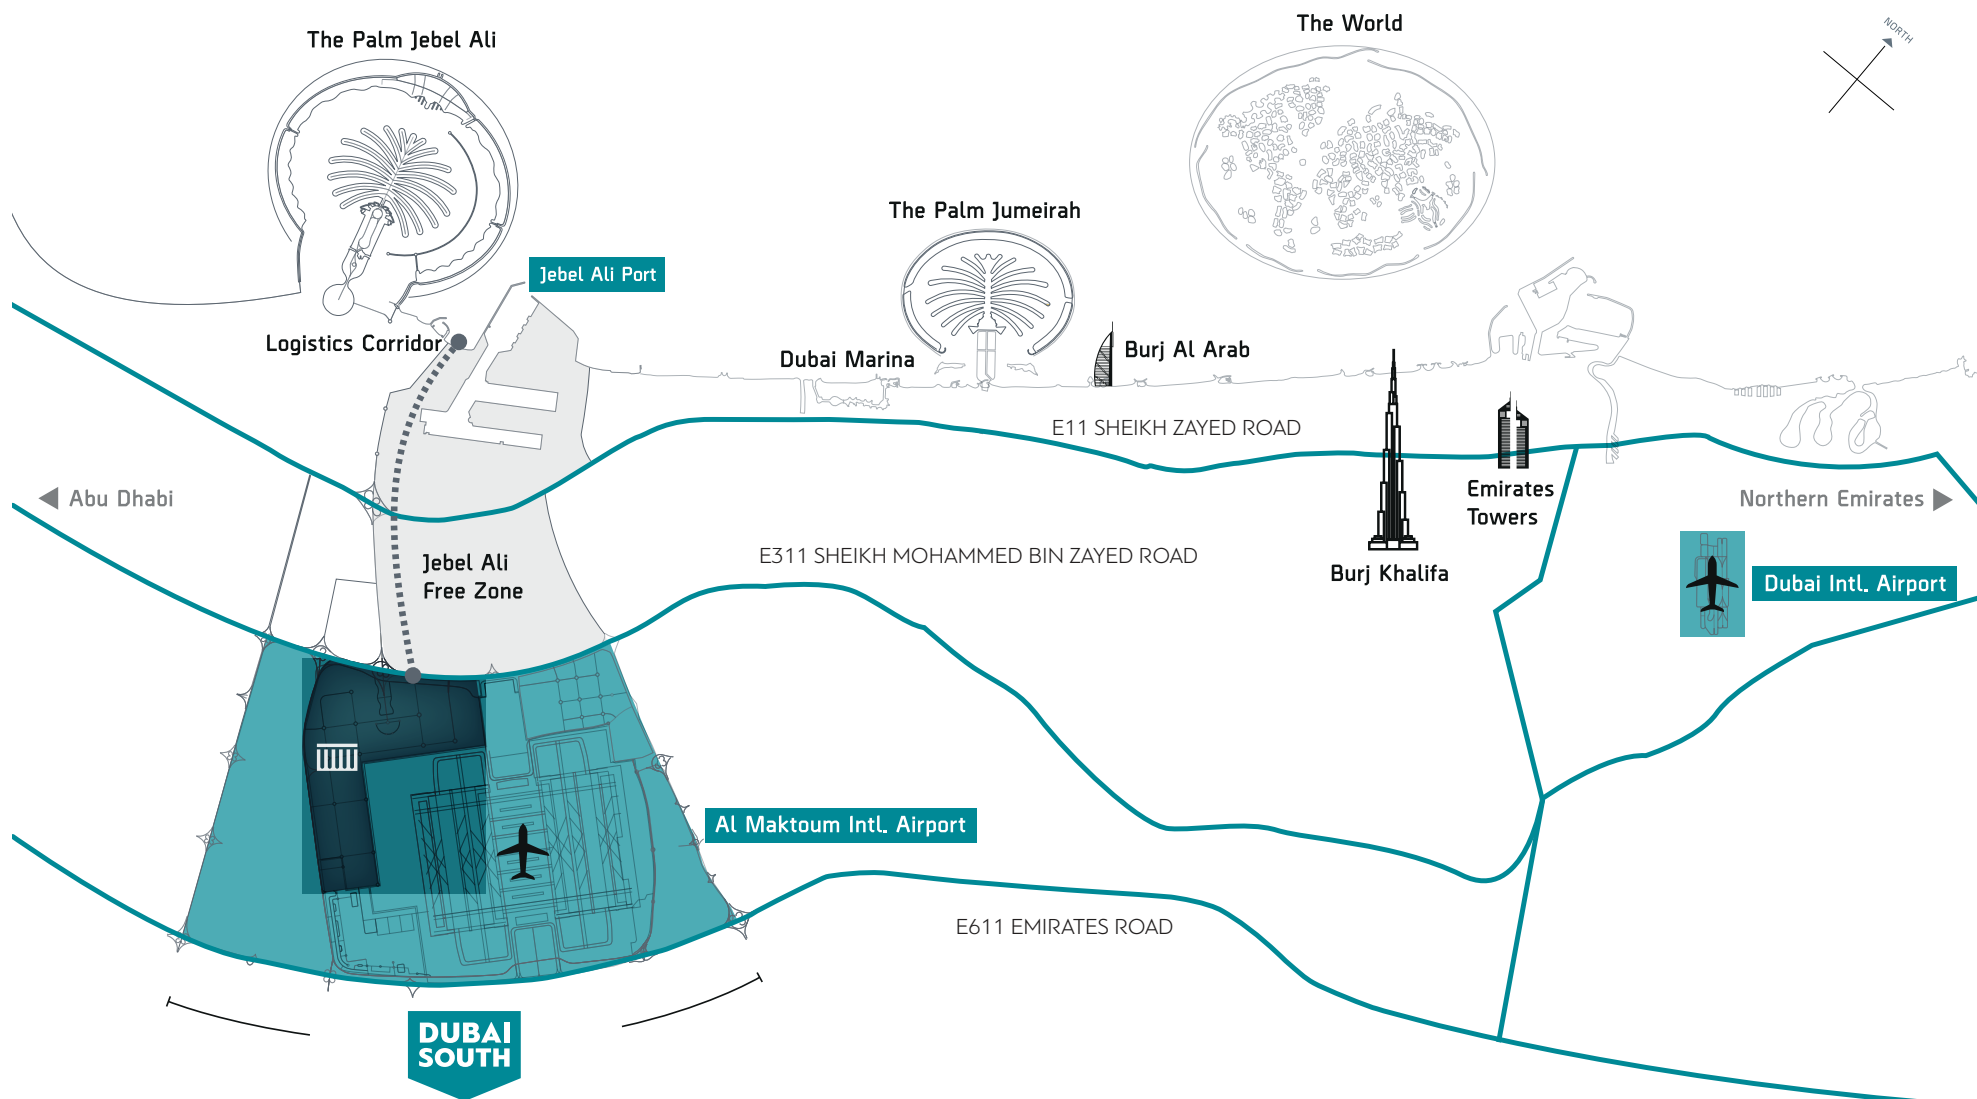 The World
NORTH
The Palm Jebel Ali
The Palm Jumeirah
Jebel Ali Port
Logistics Corridor
Dubai Marina
Burj Al Arab
E11 SHEIKH ZAYED ROAD
Abu Dhabi
Emirates
Towers
Northern Emirates
E311 SHEIKH MOHAMMED BIN ZAYED ROAD
Jebel Ali
Free Zone
Burj Khalifa
Dubai Intl. Airport
Al Maktoum Intl. Airport
E611 EMIRATES ROAD
DUBAI
SOUTH